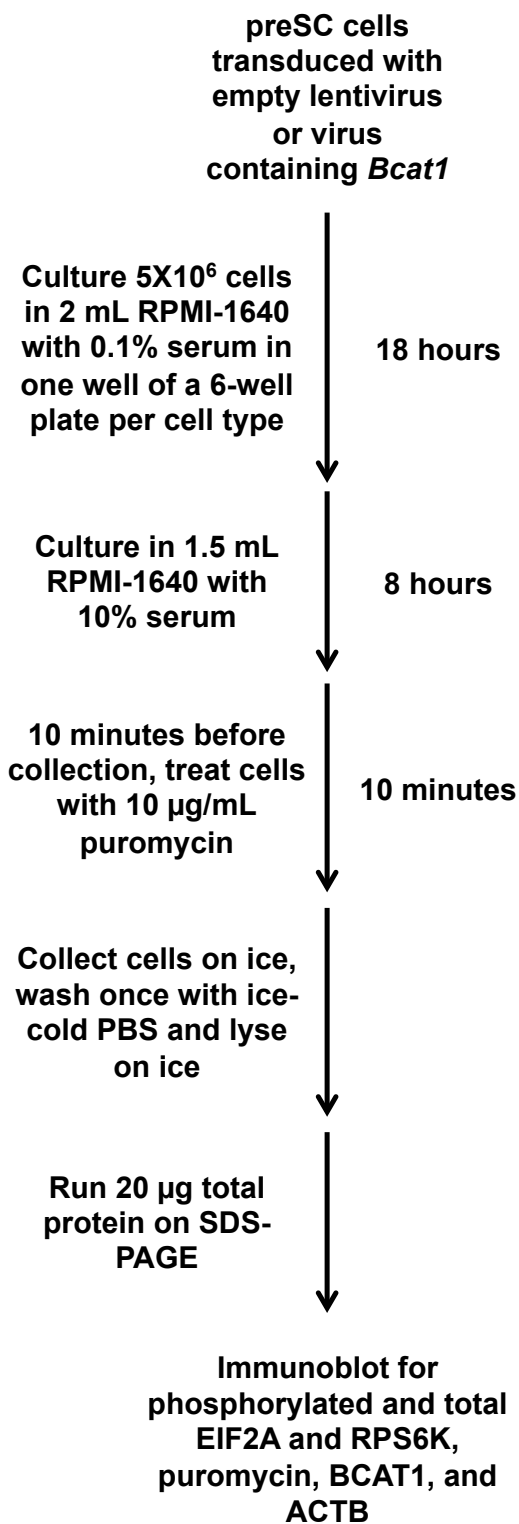 preSC cells
transduced with
empty lentivirus
or virus
containing Bcat1
Culture 5X10⁶ cells
in 2 mL RPMI-1640
with 0.1% serum in
one well of a 6-well
plate per cell type
18 hours
Culture in 1.5 mL
RPMI-1640 with
10% serum
8 hours
10 minutes before
collection, treat cells
with 10 µg/mL
puromycin
10 minutes
Collect cells on ice,
wash once with ice-
cold PBS and lyse
on ice
Run 20 µg total
protein on SDS-
PAGE
Immunoblot for
phosphorylated and total
EIF2A and RPS6K,
puromycin, BCAT1, and
ACTB